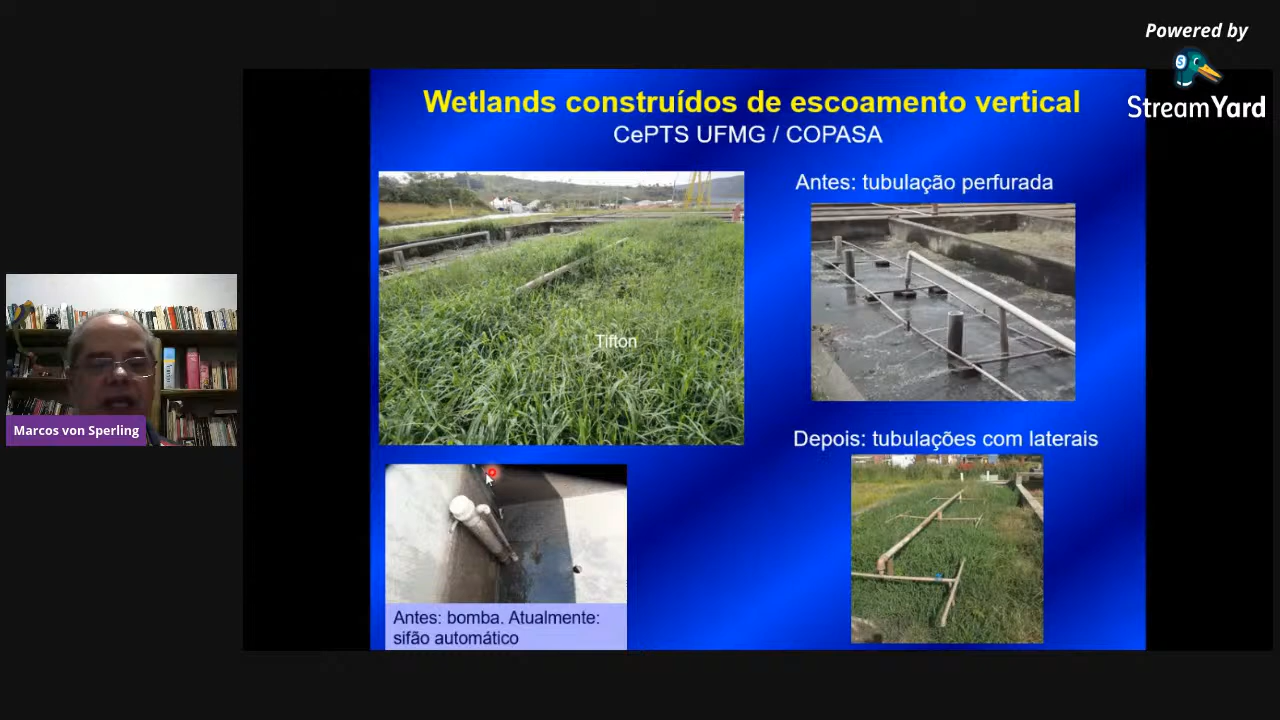 Powered by
StreamYard
Wetlands construídos de escoamento vertical
CePTS UFMG / COPASA
Antes: tubulação perfurada
Tifton
Marcos von Sperling
Depois: tubulações com laterais
Antes: bomba. Atualmente:
sifão automático